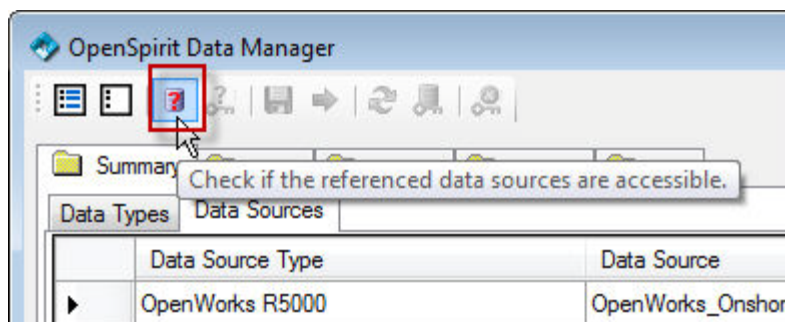 OpenSpirit Data Manager
Summary
Check if the referenced data sources are accessible.
Data Types Data Sources
Data Source Type Data Source
OpenWorks R5000 OpenWorks_Onshor